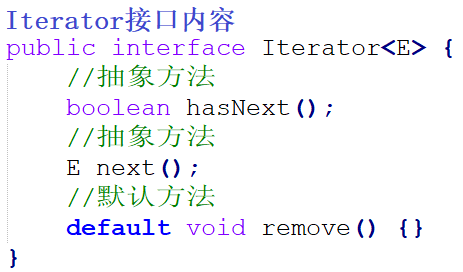 Iterator接口内容
public interface Iterator<E> {
    //抽象方法
    boolean hasNext();
    //抽象方法
    E next();
    //默认方法
    default void remove() {}
}